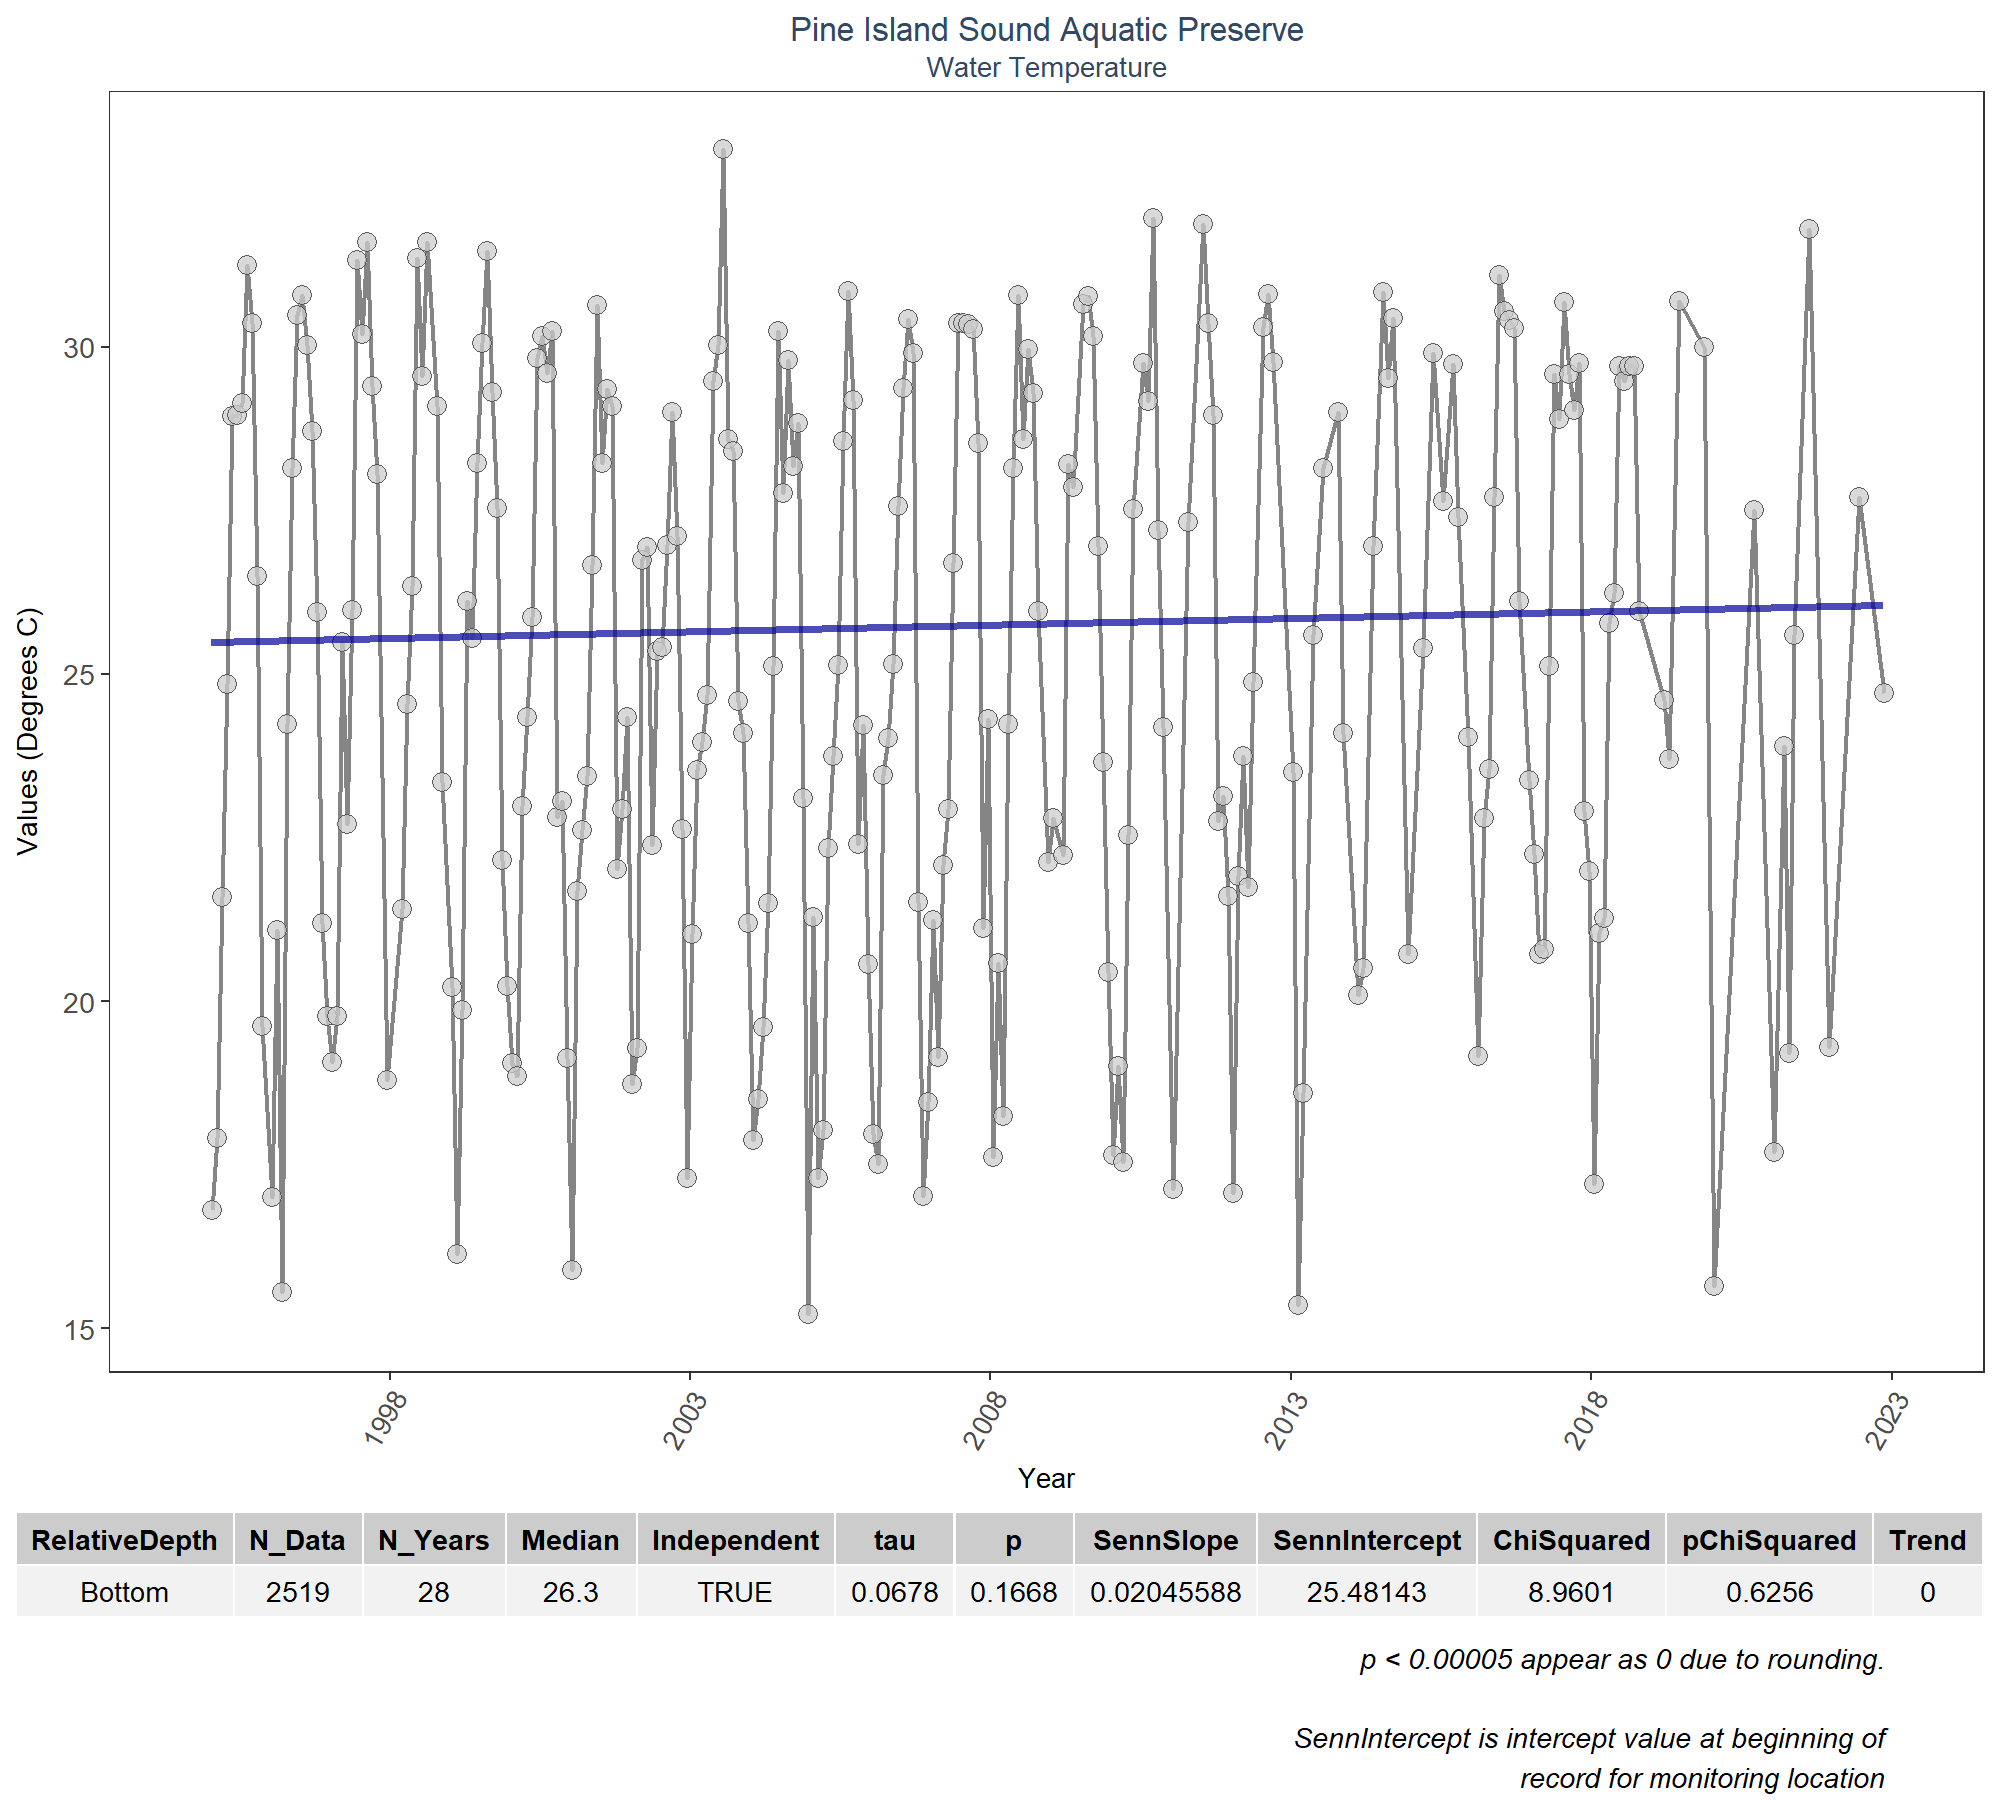 Pine Island Sound Aquatic Preserve
Water Temperature
Values (Degrees C)
30
25
20
15
1998 2003 2008 2013 2018 2023
Year
RelativeDepth N_Data N_Years Median Independent tau p SennSlope SennIntercept ChiSquared pChiSquared Trend
Bottom 2519 28 26.3 TRUE 0.0678 0.1668 0.02045588 25.48143 8.9601 0.6256 0
p < 0.00005 appear as 0 due to rounding.
SennIntercept is intercept value at beginning of
record for monitoring location